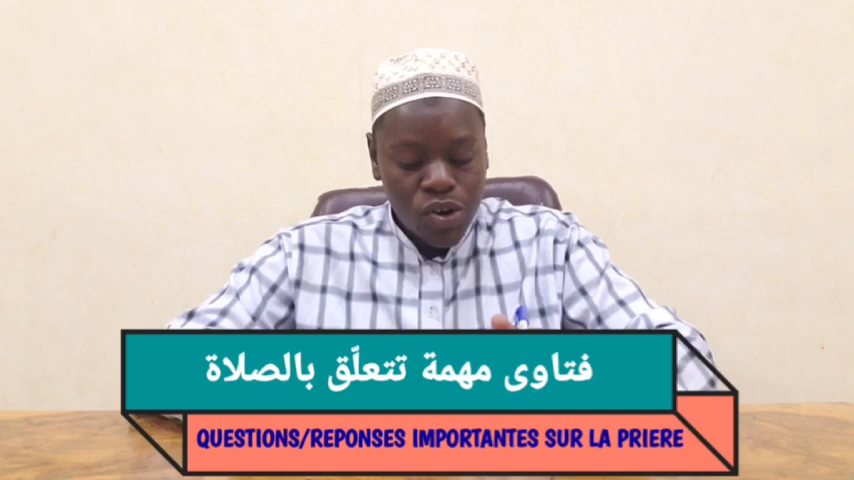 فتاوى مهمة تتعلّق بالصلاة
QUESTIONS/REPONSES IMPORTANTES SUR LA PRIERE